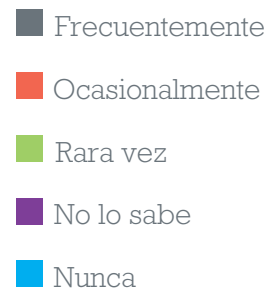 Frecuentemente
Ocasionalmente
Rara vez
No lo sabe
Nunca